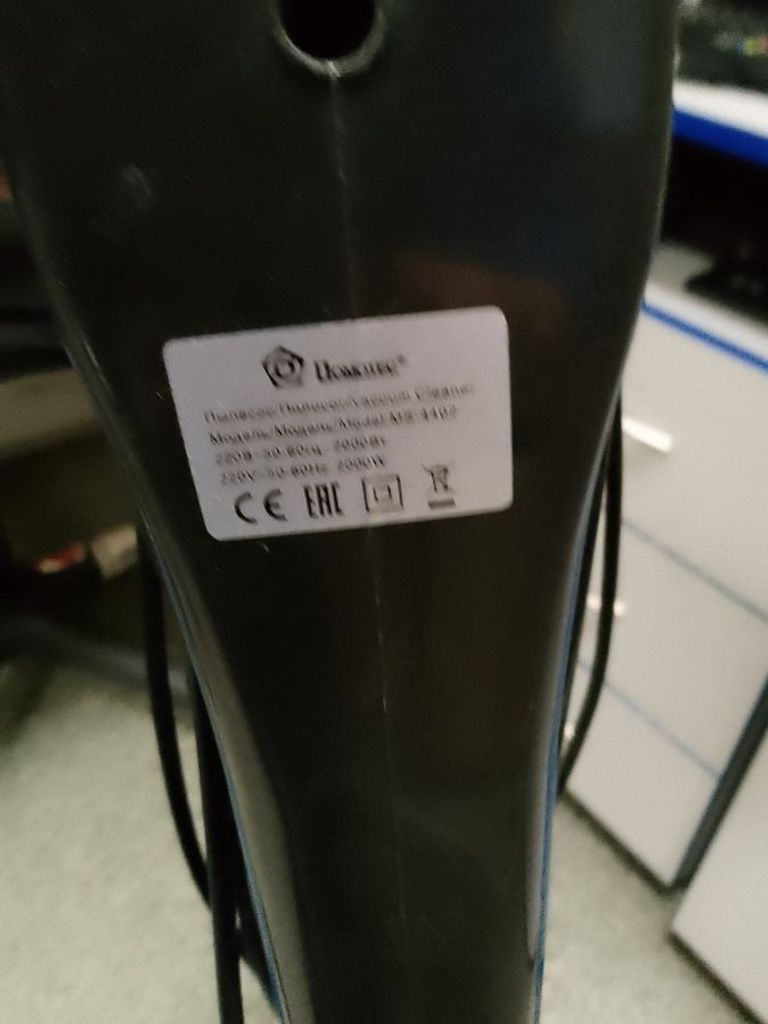 Domotec®
Пылесос/Пилосос/Vacuum Cleaner
Модель/Модель/Model:MS-4402
220В~50-60Гц 2000Вт
220V~50-60Hz 2000W
CE EAC